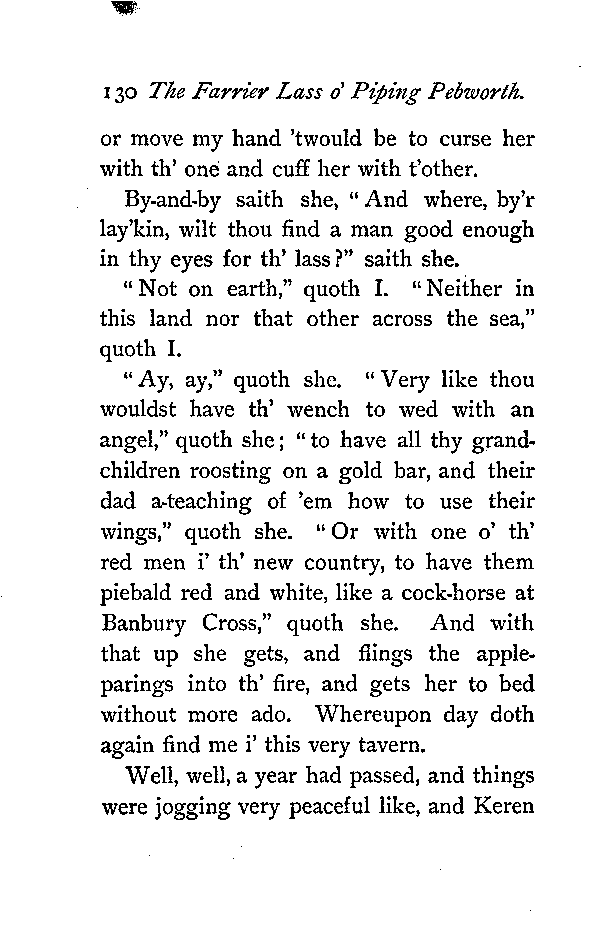 130 The Farrier Lass o' Piping Pebworth.
or move my hand 'twould be to curse her
with th' one and cuff her with t'other.
By-and-by saith she, "And where, by'r
lay'kin, wilt thou find a man good enough
in thy eyes for th' lass?" saith she.
"Not on earth," quoth I. "Neither in
this land nor that other across the sea,"
quoth I.
"Ay, ay," quoth she. "Very like thou
wouldst have th' wench to wed with an
angel," quoth she; "to have all thy grand-
children roosting on a gold bar, and their
dad a-teaching of 'em how to use their
wings," quoth she. "Or with one o' th'
red men i' th' new country, to have them
piebald red and white, like a cock-horse at
Banbury Cross," quoth she. And with
that up she gets, and flings the apple-
parings into th' fire, and gets her to bed
without more ado. Whereupon day doth
again find me i' this very tavern.
Well, well, a year had passed, and things
were jogging very peaceful like, and Keren